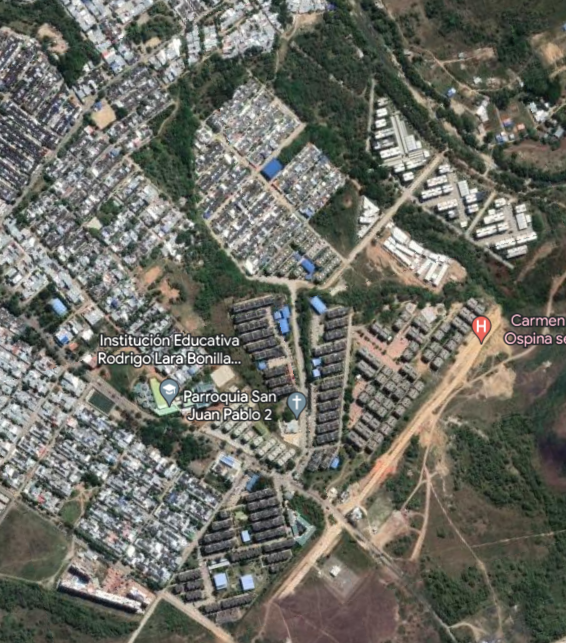 Institución Educativa
Rodrigo Lara Bonilla...
Parroquia San
Juan Pablo 2
H
Carmen
Ospina se